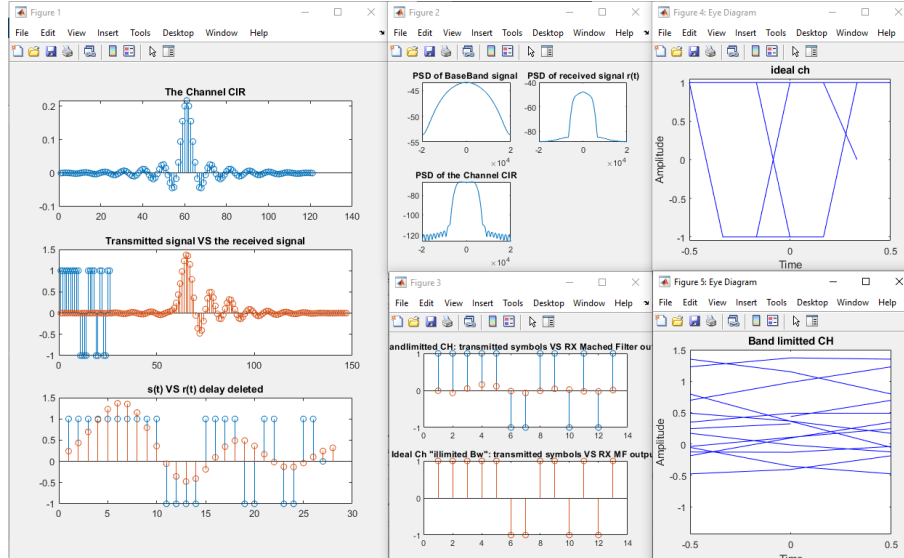 Figure 1
File Edit View Insert Tools Desktop Window Help
The Channel CIR
0.2
0.1
0
-0.1
0 20 40 60 80 100 120 140
Transmitted signal VS the received signal
1.5
1
0.5
0
-0.5
-1
0 50 100 150
s(t) VS r(t) delay deleted
1.5
1
0.5
0
-0.5
-1
0 5 10 15 20 25 30
Figure 2
File Edit View Insert Tools Desktop Window Help
PSD of BaseBand signal
-45
-50
-55
-2 0 2
×10⁴
PSD of received signal r(t)
-40
-60
-80
-2 0 2
×10⁴
PSD of the Channel CIR
-80
-100
-120
-2 0 2
×10⁴
Figure 3
File Edit View Insert Tools Desktop Window Help
andlimitted CH: transmitted symbols VS RX Mached Filter out
1
0
-1
0 2 4 6 8 10 12 14
Ideal Ch "illimited Bw": transmitted symbols VS RX MF outpu
1
0
-1
0 2 4 6 8 10 12 14
Figure 4: Eye Diagram
File Edit View Insert Tools Desktop Window
ideal ch
Amplitude
1
0.5
0
-0.5
-1
-0.5 0 0.5
Time
Figure 5: Eye Diagram
File Edit View Insert Tools Desktop Window
Band limitted CH
Amplitude
1.5
1
0.5
0
-0.5
-1
-0.5 0 0.5
Time